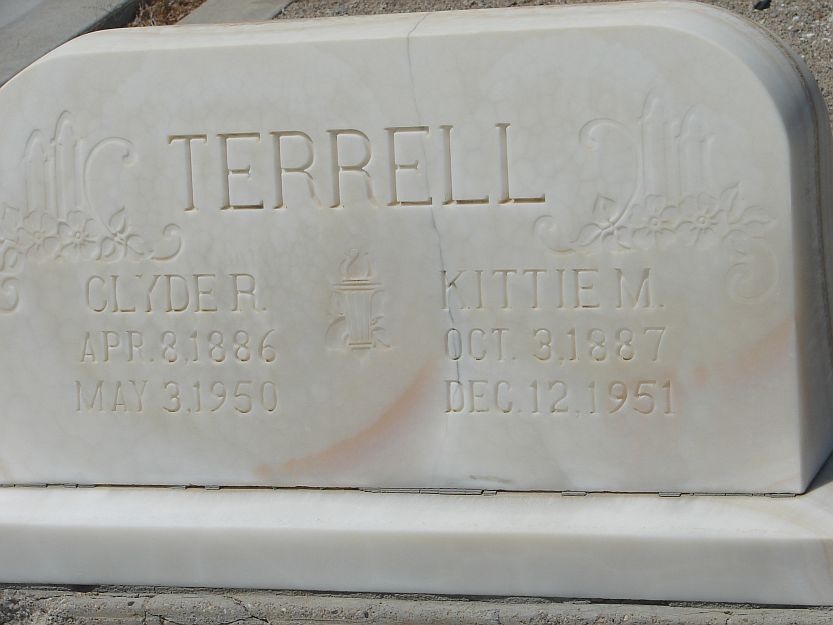 TERRELL
CLYDE R.
APR. 8, 1886
MAY 3, 1950
KITTIE M.
OCT. 3, 1887
DEC. 12, 1951